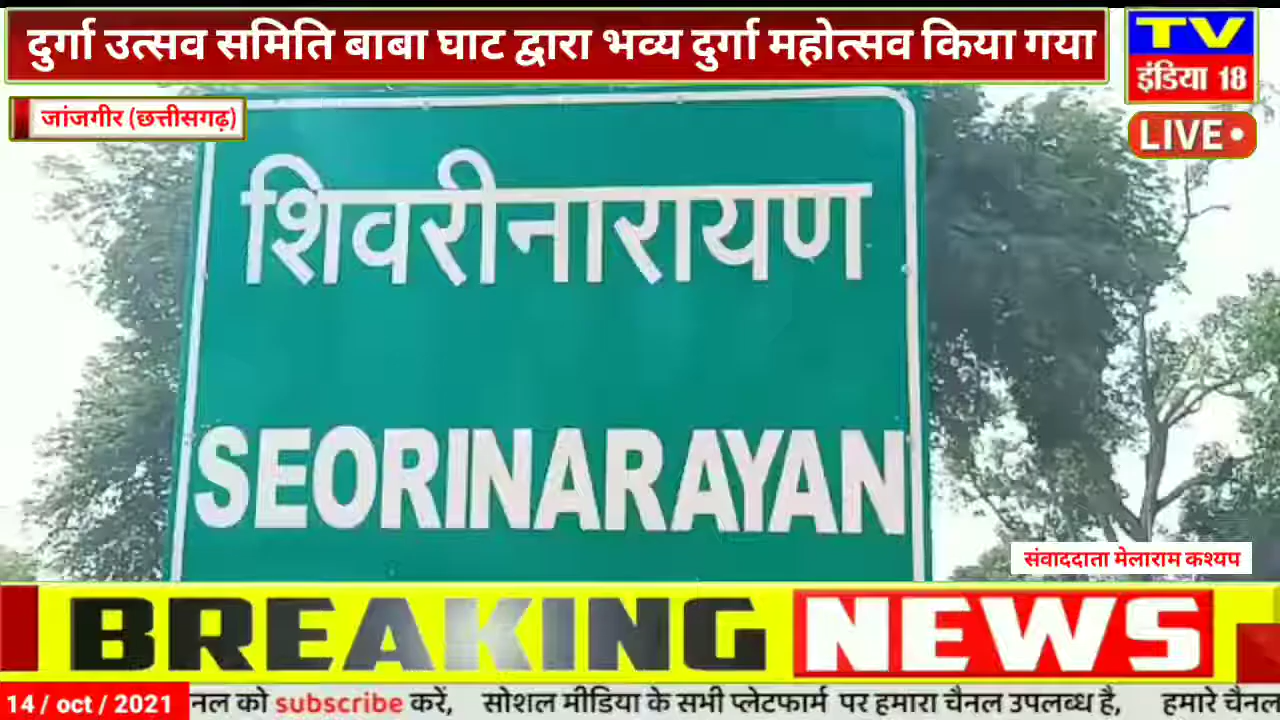 दुर्गा उत्सव समिति बाबा घाट द्वारा भव्य दुर्गा महोत्सव किया गया
TV
इंडिया 18
जांजगीर (छत्तीसगढ़)
LIVE
शिवरीनारायण
SEORINARAYAN
संवाददाता मेलाराम कश्यप
BREAKING NEWS
14 / oct / 2021 नल को subscribe करें, सोशल मीडिया के सभी प्लेटफार्म पर हमारा चैनल उपलब्ध है, हमारे चैनल